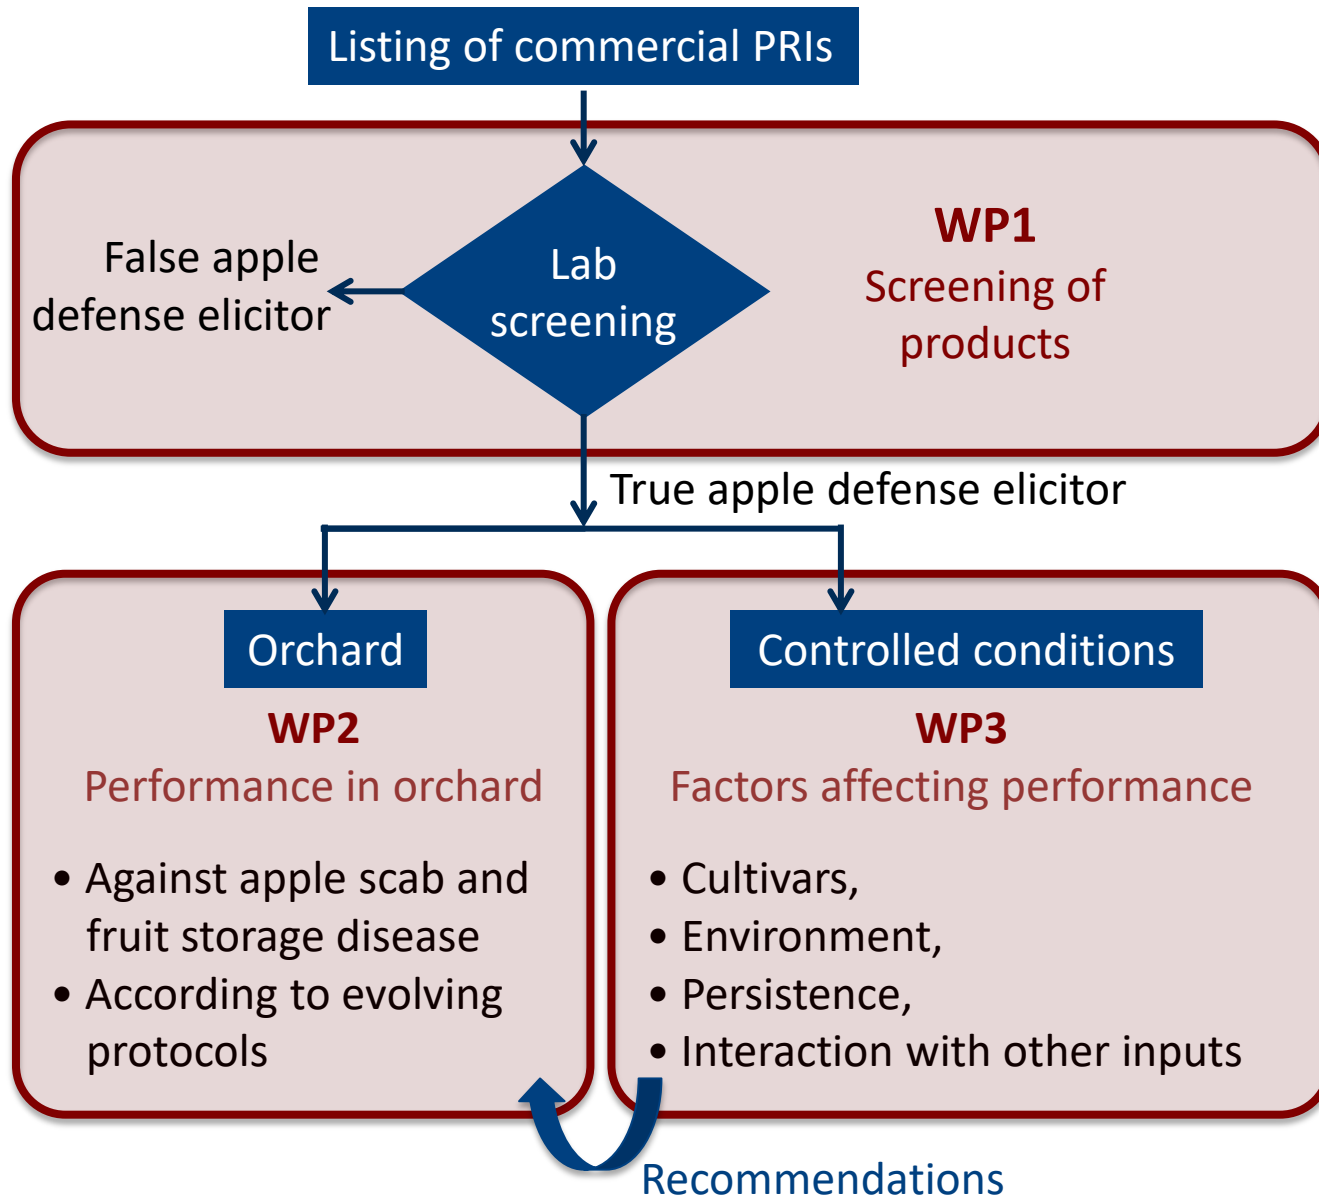 Listing of commercial PRIs
False apple
defense elicitor
Lab
screening
WP1
Screening of
products
True apple defense elicitor
Orchard
WP2
Performance in orchard
• Against apple scab and
fruit storage disease
• According to evolving
protocols
Controlled conditions
WP3
Factors affecting performance
• Cultivars,
• Environment,
• Persistence,
• Interaction with other inputs
Recommendations